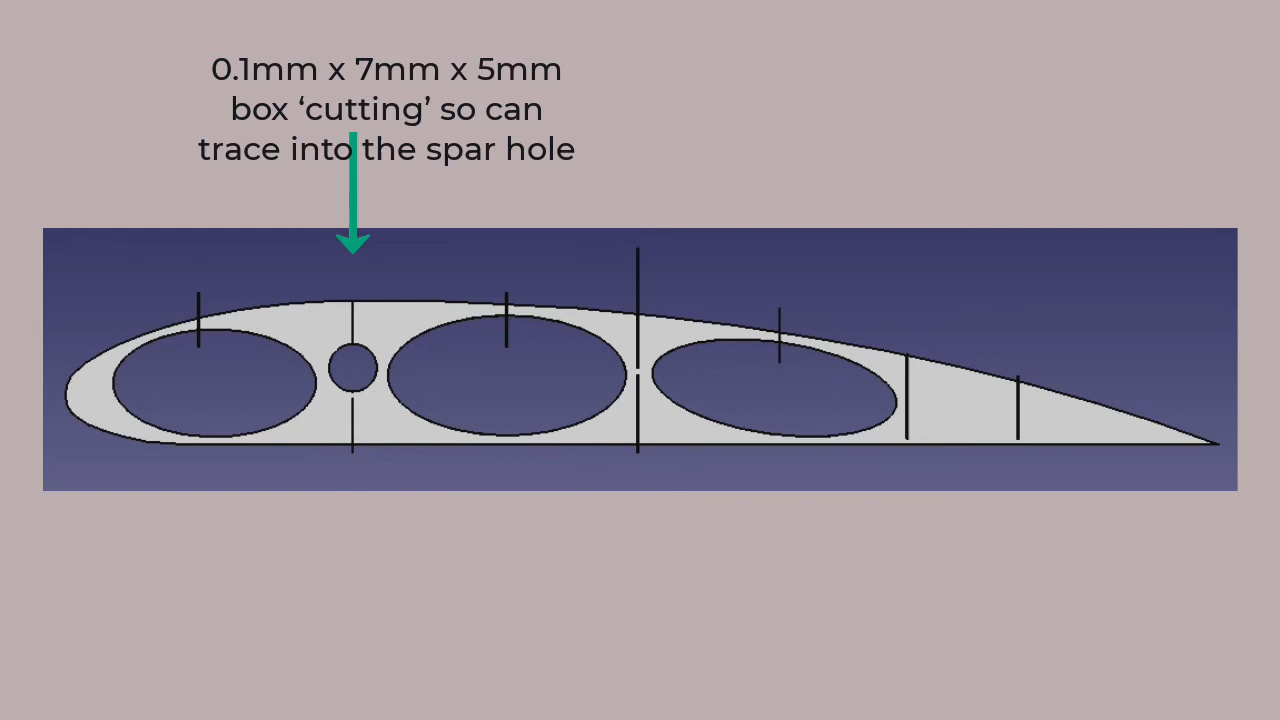 0.1mm x 7mm x 5mm
box ‘cutting’ so can
trace into the spar hole